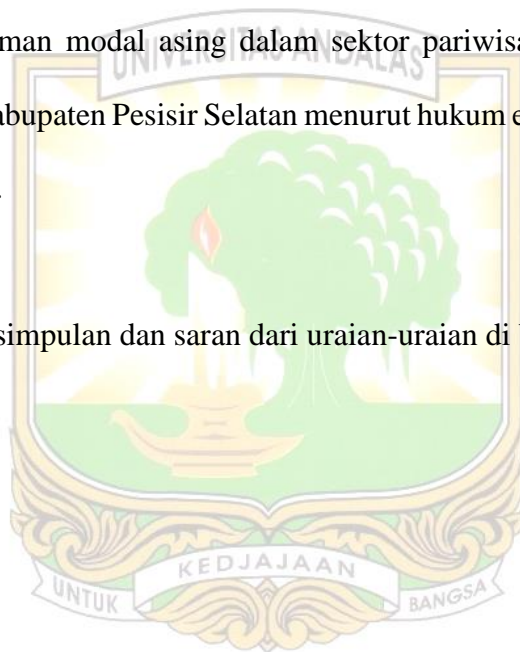 man modal asing dalam sektor pariwisa
UNIVERSITAS ANDALAS
abupaten Pesisir Selatan menurut hukum e
.
simpulan dan saran dari uraian-uraian di
KEDJAJAAN
UNTUK BANGSA